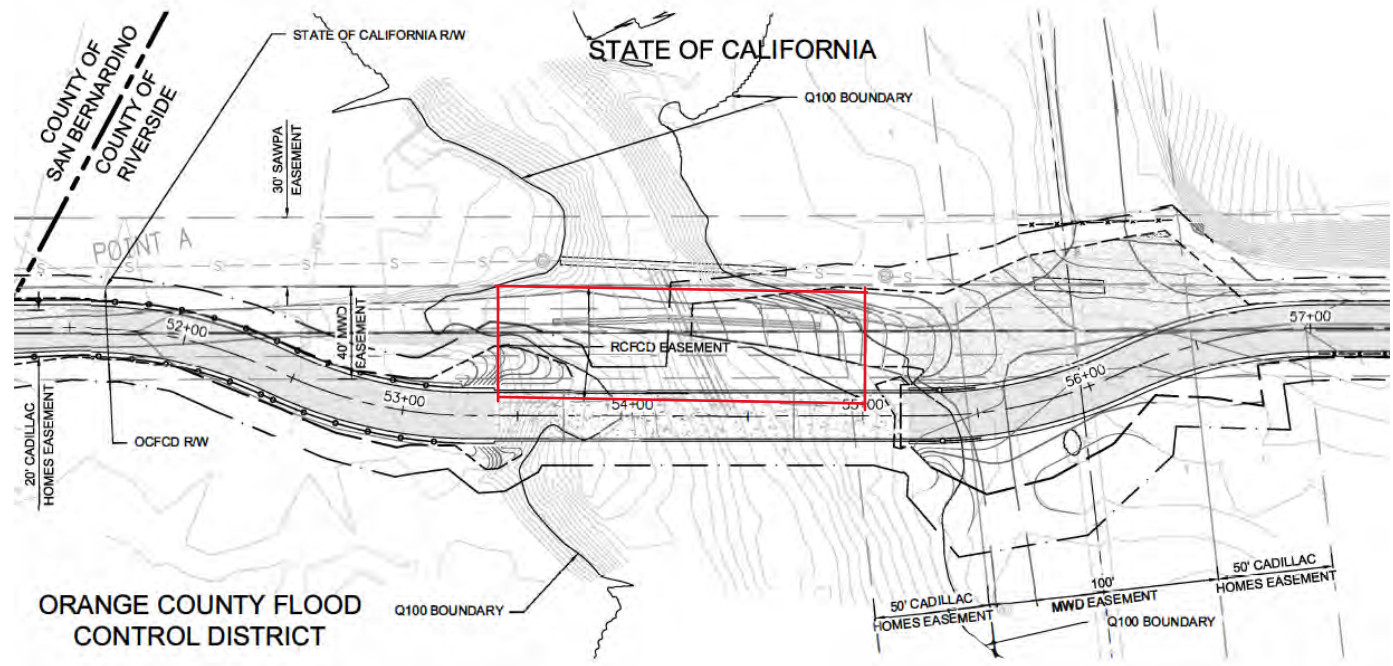 COUNTY OF
SAN BERNARDINO
COUNTY OF
RIVERSIDE
STATE OF CALIFORNIA R/W
STATE OF CALIFORNIA
Q100 BOUNDARY
30' SAWPA
EASEMENT
POINT A
S
S
S
S
S
S
S
S
52+00
40' MWD
EASEMENT
RCFCD EASEMENT
57+00
56+00
53+00
54+00
55+00
20' CADILLAC
HOMES EASEMENT
OCFCD R/W
ORANGE COUNTY FLOOD
CONTROL DISTRICT
Q100 BOUNDARY
50' CADILLAC
HOMES EASEMENT
100'
MWD EASEMENT
50' CADILLAC
HOMES EASEMENT
Q100 BOUNDARY